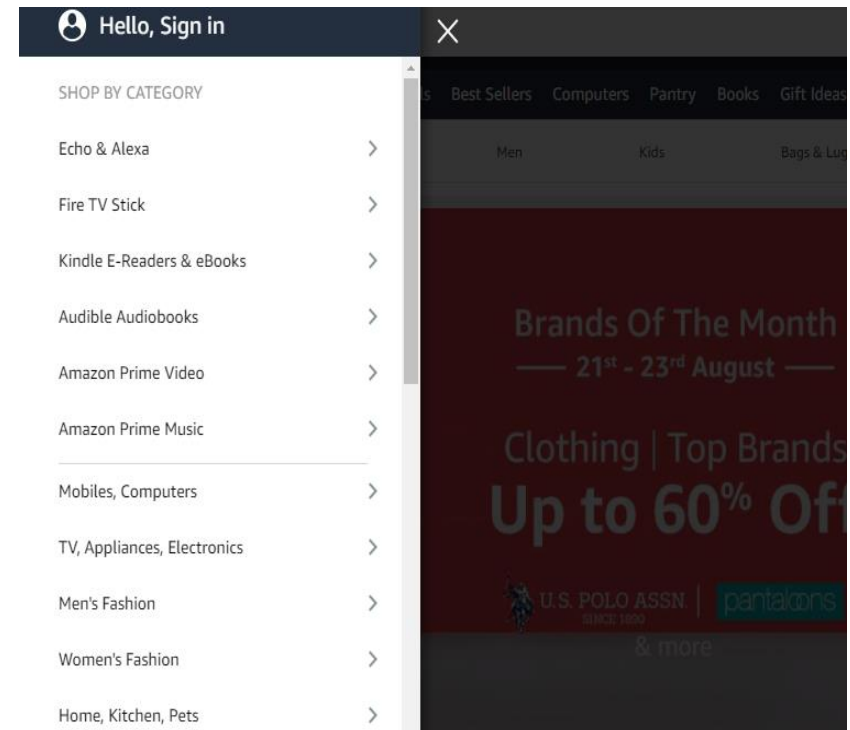 Hello, Sign in
SHOP BY CATEGORY
Echo & Alexa
Fire TV Stick
Kindle E-Readers & eBooks
Audible Audiobooks
Amazon Prime Video
Amazon Prime Music
Mobiles, Computers
TV, Appliances, Electronics
Men's Fashion
Women's Fashion
Home, Kitchen, Pets
ls Best Sellers Computers Pantry Books Gift Ideas
Men Kids Bags & Lug
Brands Of The Month
21st - 23rd August
Clothing | Top Brands
Up to 60% Off
U.S. POLO ASSN. | pantaloons
SINCE 1890
& more